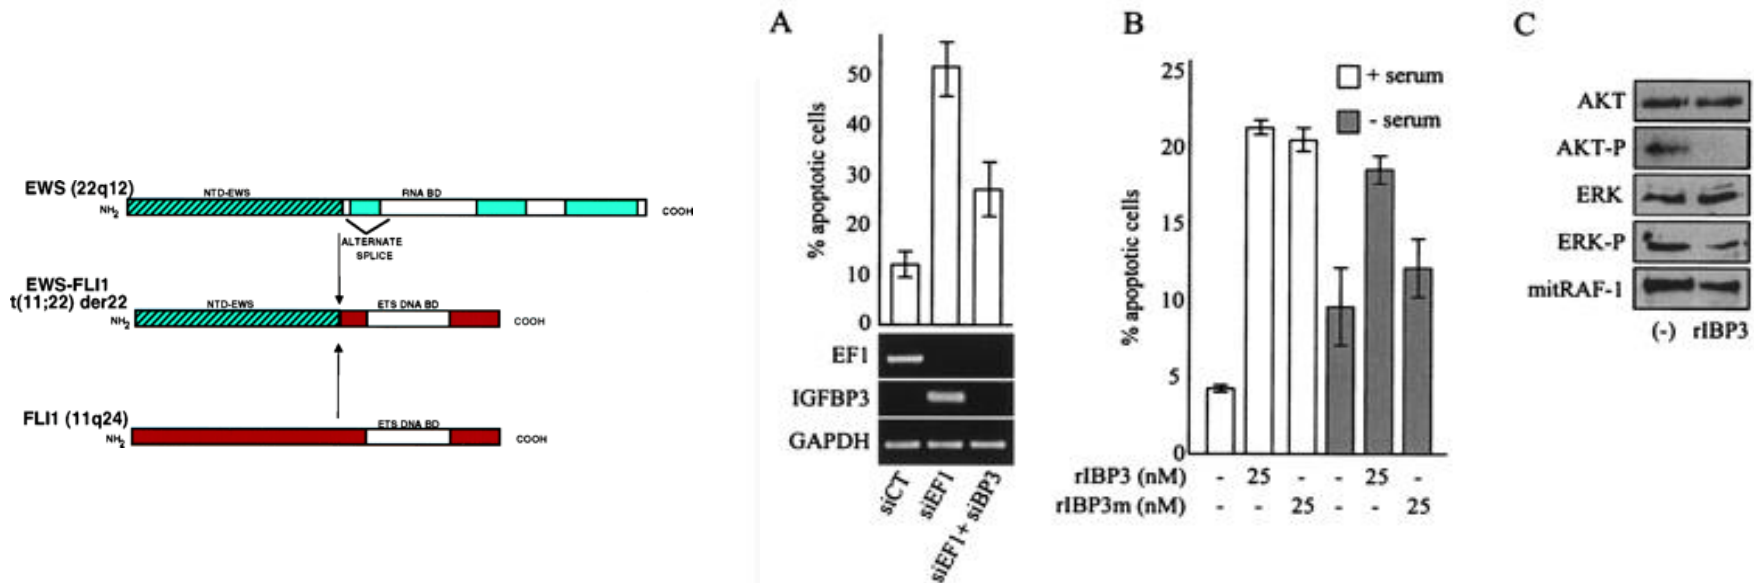 EWS (22q12)
NTD-EWS
RNA BD
NH2
COOH
ALTERNATE
SPLICE
EWS-FLI1
t(11;22) der22
NTD-EWS
ETS DNA BD
NH2
COOH
FLI1 (11q24)
ETS DNA BD
NH2
COOH
A
% apoptotic cells
50
40
30
20
10
0
EF1
IGFBP3
GAPDH
siCT
siEF1
siEF1+ siBP3
B
% apoptotic cells
25
20
15
10
5
0
+ serum
- serum
rIBP3 (nM) - 25 - - 25 -
rIBP3m (nM) - - 25 - - 25
C
AKT
AKT-P
ERK
ERK-P
mitRAF-1
(-) rIBP3